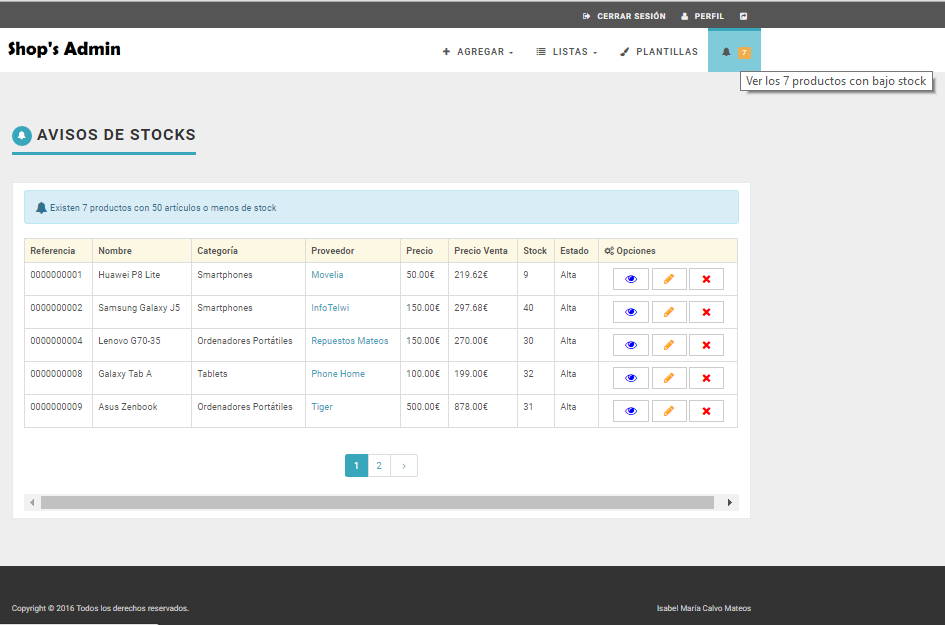 CERRAR SESIÓN PERFIL
Shop's Admin
AGREGAR LISTAS PLANTILLAS 7
Ver los 7 productos con bajo stock
AVISOS DE STOCKS
Existen 7 productos con 50 artículos o menos de stock
Referencia Nombre Categoría Proveedor Precio Precio Venta Stock Estado Opciones
0000000001 Huawei P8 Lite Smartphones Movelia 50.00€ 219.62€ 9 Alta
0000000002 Samsung Galaxy J5 Smartphones InfoTelwi 150.00€ 297.68€ 40 Alta
0000000004 Lenovo G70-35 Ordenadores Portátiles Repuestos Mateos 150.00€ 270.00€ 30 Alta
0000000008 Galaxy Tab A Tablets Phone Home 100.00€ 199.00€ 32 Alta
0000000009 Asus Zenbook Ordenadores Portátiles Tiger 500.00€ 878.00€ 31 Alta
1 2 ›
Copyright © 2016 Todos los derechos reservados. Isabel María Calvo Mateos